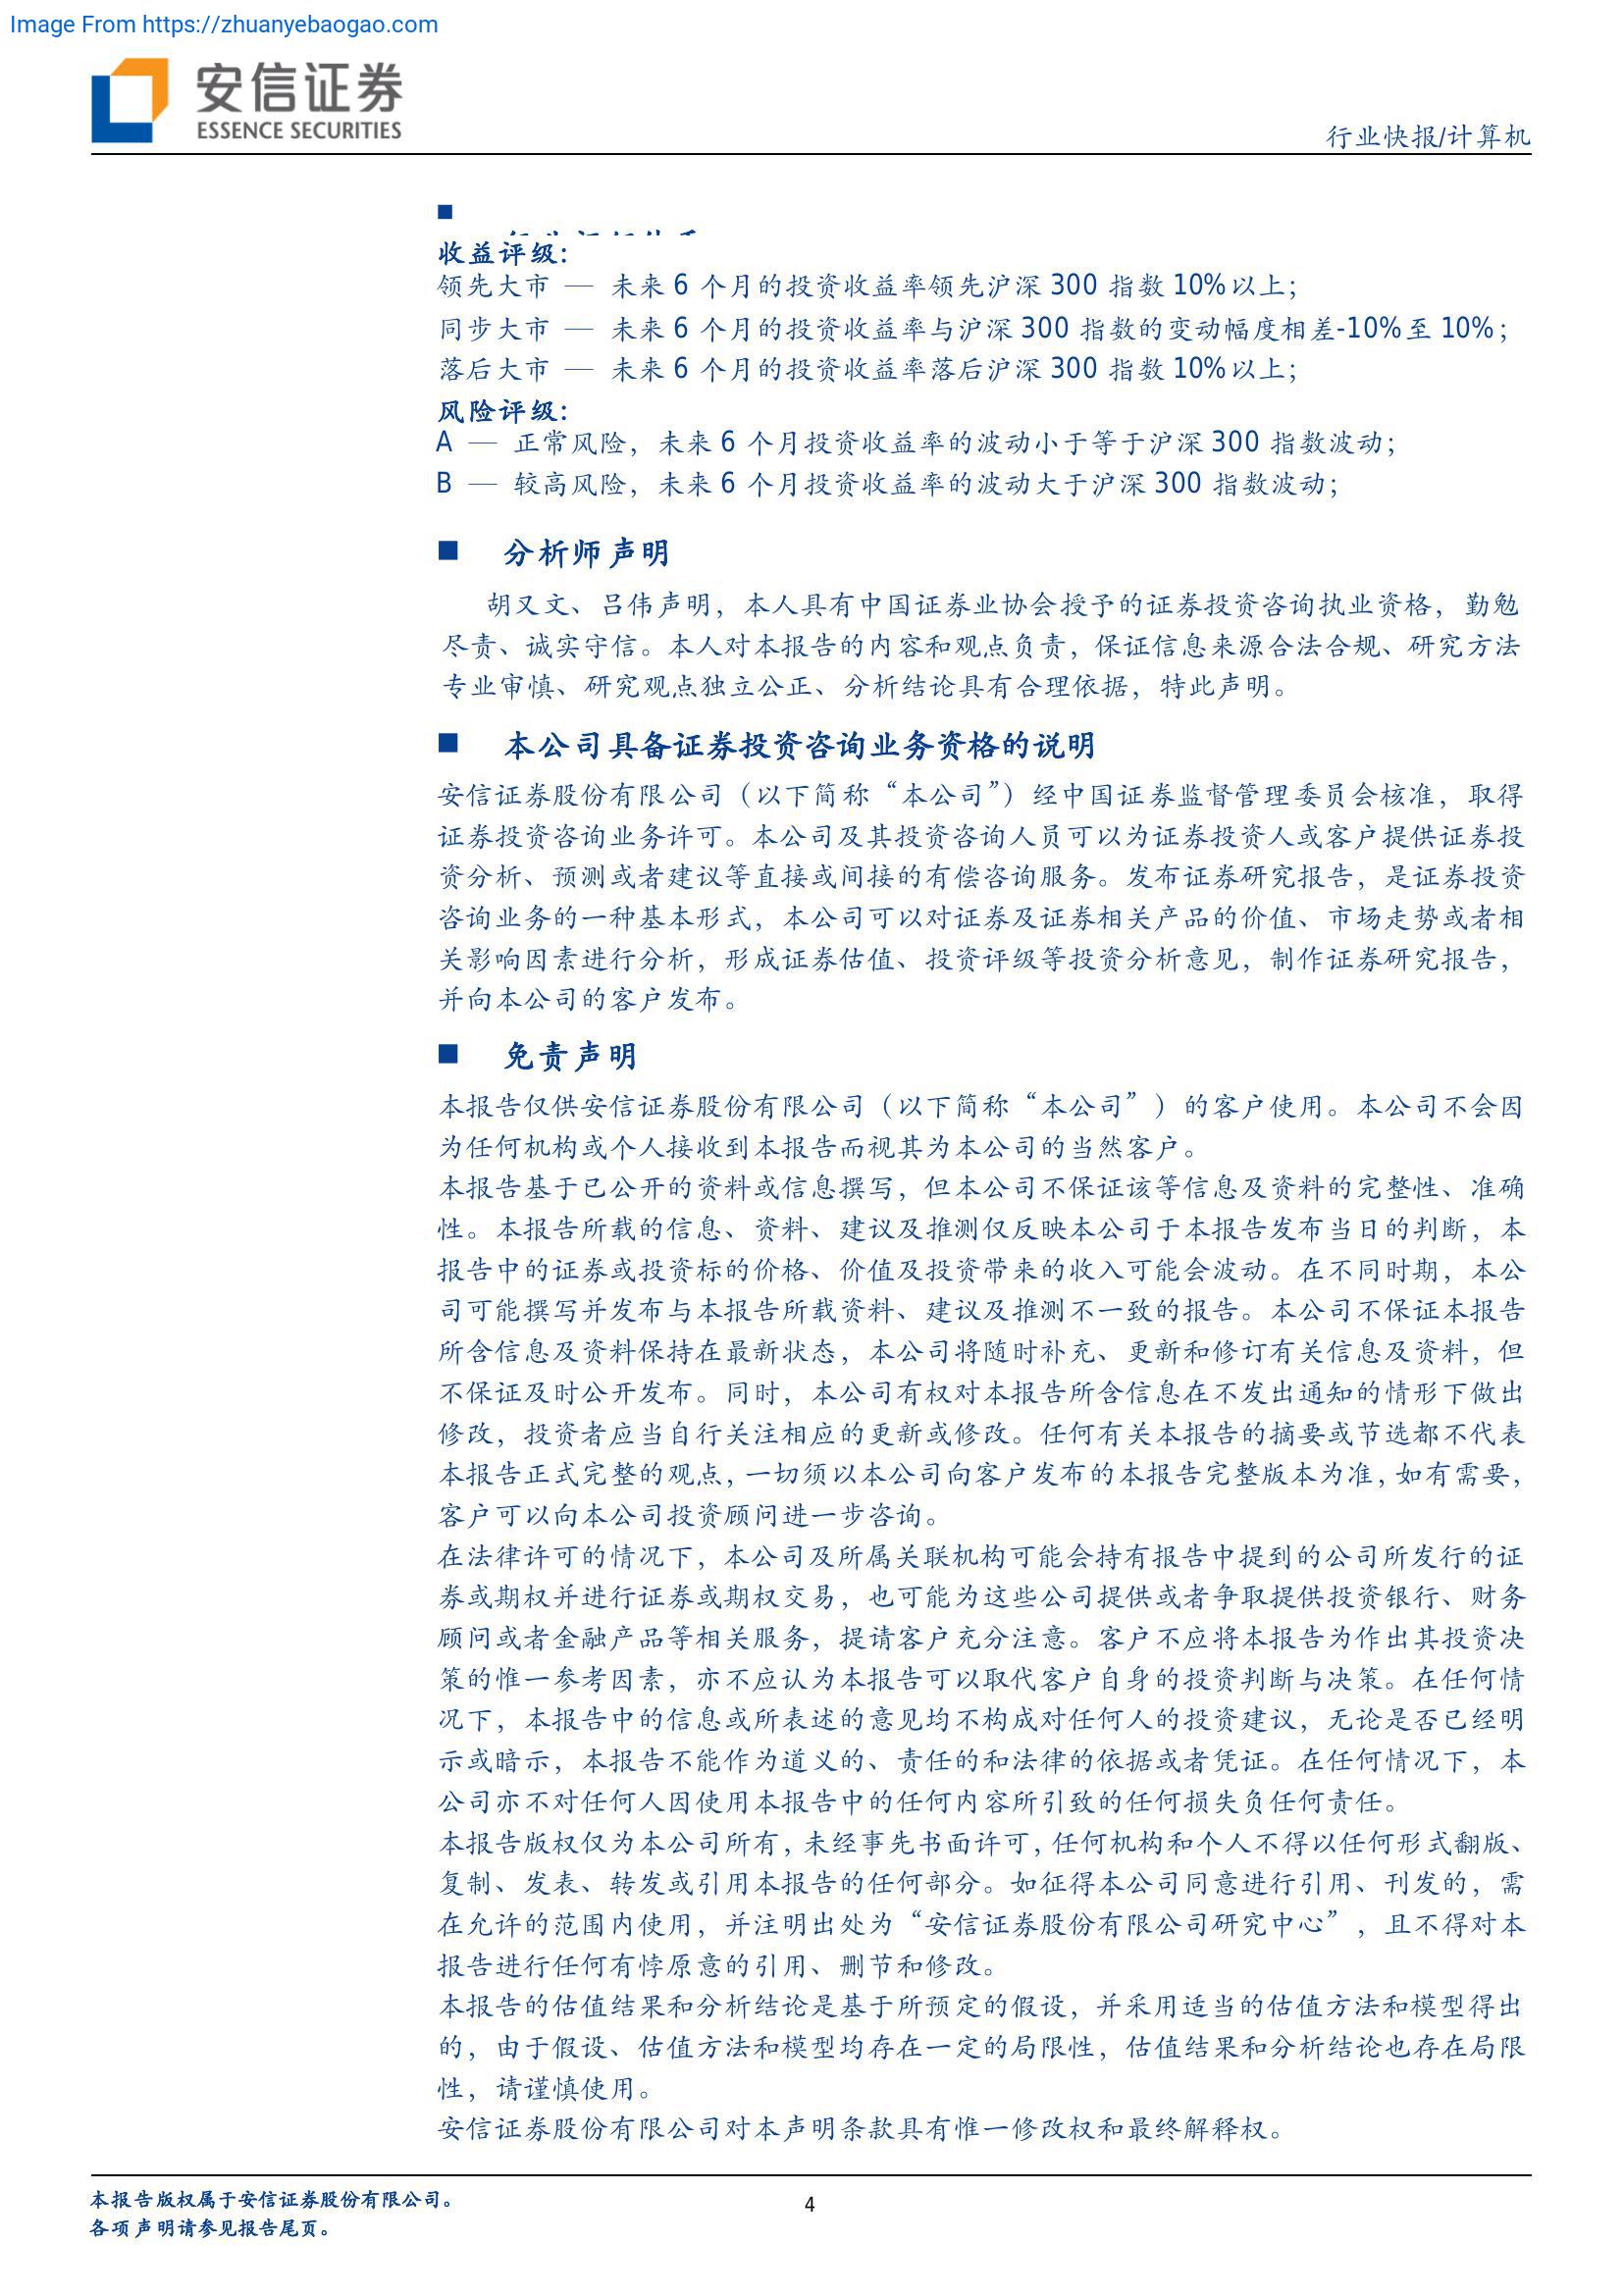 Image From https://zhuanyebaogao.com
安信证券
ESSENCE SECURITIES
行业快报/计算机
■
收益评级：
领先大市 — 未来 6 个月的投资收益率领先沪深 300 指数 10%以上；
同步大市 — 未来 6 个月的投资收益率与沪深 300 指数的变动幅度相差-10%至 10%；
落后大市 — 未来 6 个月的投资收益率落后沪深 300 指数 10%以上；
风险评级：
A — 正常风险，未来 6 个月投资收益率的波动小于等于沪深 300 指数波动；
B — 较高风险，未来 6 个月投资收益率的波动大于沪深 300 指数波动；
■ 分析师声明
胡又文、吕伟声明，本人具有中国证券业协会授予的证券投资咨询执业资格，勤勉
尽责、诚实守信。本人对本报告的内容和观点负责，保证信息来源合法合规、研究方法
专业审慎、研究观点独立公正、分析结论具有合理依据，特此声明。
■ 本公司具备证券投资咨询业务资格的说明
安信证券股份有限公司（以下简称“本公司”）经中国证券监督管理委员会核准，取得
证券投资咨询业务许可。本公司及其投资咨询人员可以为证券投资人或客户提供证券投
资分析、预测或者建议等直接或间接的有偿咨询服务。发布证券研究报告，是证券投资
咨询业务的一种基本形式，本公司可以对证券及证券相关产品的价值、市场走势或者相
关影响因素进行分析，形成证券估值、投资评级等投资分析意见，制作证券研究报告，
并向本公司的客户发布。
■ 免责声明
本报告仅供安信证券股份有限公司（以下简称“本公司”）的客户使用。本公司不会因
为任何机构或个人接收到本报告而视其为本公司的当然客户。
本报告基于已公开的资料或信息撰写，但本公司不保证该等信息及资料的完整性、准确
性。本报告所载的信息、资料、建议及推测仅反映本公司于本报告发布当日的判断，本
报告中的证券或投资标的价格、价值及投资带来的收入可能会波动。在不同时期，本公
司可能撰写并发布与本报告所载资料、建议及推测不一致的报告。本公司不保证本报告
所含信息及资料保持在最新状态，本公司将随时补充、更新和修订有关信息及资料，但
不保证及时公开发布。同时，本公司有权对本报告所含信息在不发出通知的情形下做出
修改，投资者应当自行关注相应的更新或修改。任何有关本报告的摘要或节选都不代表
本报告正式完整的观点，一切须以本公司向客户发布的本报告完整版本为准，如有需要，
客户可以向本公司投资顾问进一步咨询。
在法律许可的情况下，本公司及所属关联机构可能会持有报告中提到的公司所发行的证
券或期权并进行证券或期权交易，也可能为这些公司提供或者争取提供投资银行、财务
顾问或者金融产品等相关服务，提请客户充分注意。客户不应将本报告为作出其投资决
策的惟一参考因素，亦不应认为本报告可以取代客户自身的投资判断与决策。在任何情
况下，本报告中的信息或所表述的意见均不构成对任何人的投资建议，无论是否已经明
示或暗示，本报告不能作为道义的、责任的和法律的依据或者凭证。在任何情况下，本
公司亦不对任何人因使用本报告中的任何内容所引致的任何损失负任何责任。
本报告版权仅为本公司所有，未经事先书面许可，任何机构和个人不得以任何形式翻版、
复制、发表、转发或引用本报告的任何部分。如征得本公司同意进行引用、刊发的，需
在允许的范围内使用，并注明出处为“安信证券股份有限公司研究中心”，且不得对本
报告进行任何有悖原意的引用、删节和修改。
本报告的估值结果和分析结论是基于所预定的假设，并采用适当的估值方法和模型得出
的，由于假设、估值方法和模型均存在一定的局限性，估值结果和分析结论也存在局限
性，请谨慎使用。
安信证券股份有限公司对本声明条款具有惟一修改权和最终解释权。
本报告版权属于安信证券股份有限公司。
各项声明请参见报告尾页。
4